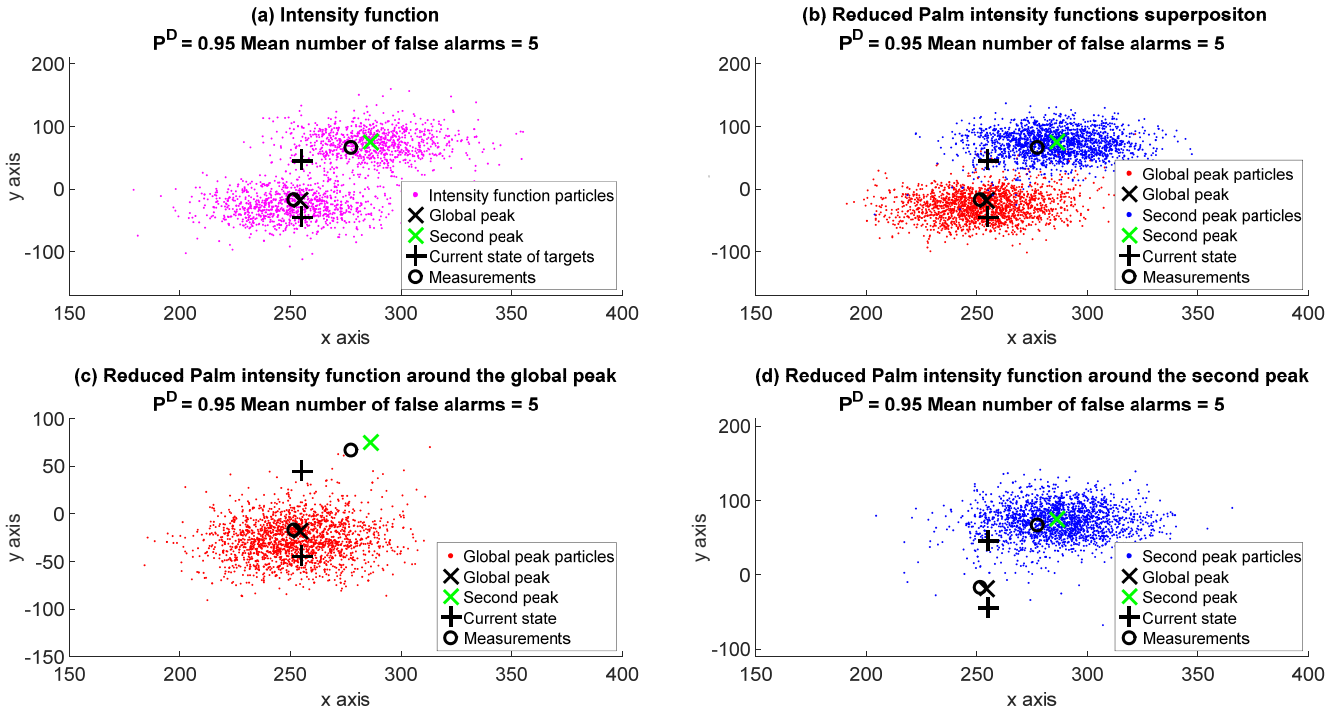 (a) Intensity function
P^D = 0.95 Mean number of false alarms = 5
200
100
0
-100
y axis
150
200
250
300
350
400
x axis
Intensity function particles
Global peak
Second peak
Current state of targets
Measurements
(b) Reduced Palm intensity functions superpositon
P^D = 0.95 Mean number of false alarms = 5
200
100
0
-100
y axis
150
200
250
300
350
400
x axis
Global peak particles
Global peak
Second peak particles
Second peak
Current state
Measurements
(c) Reduced Palm intensity function around the global peak
P^D = 0.95 Mean number of false alarms = 5
100
50
0
-50
-100
-150
y axis
150
200
250
300
350
400
x axis
Global peak particles
Global peak
Second peak
Current state
Measurements
(d) Reduced Palm intensity function around the second peak
P^D = 0.95 Mean number of false alarms = 5
200
100
0
-100
y axis
150
200
250
300
350
400
x axis
Second peak particles
Global peak
Second peak
Current state
Measurements